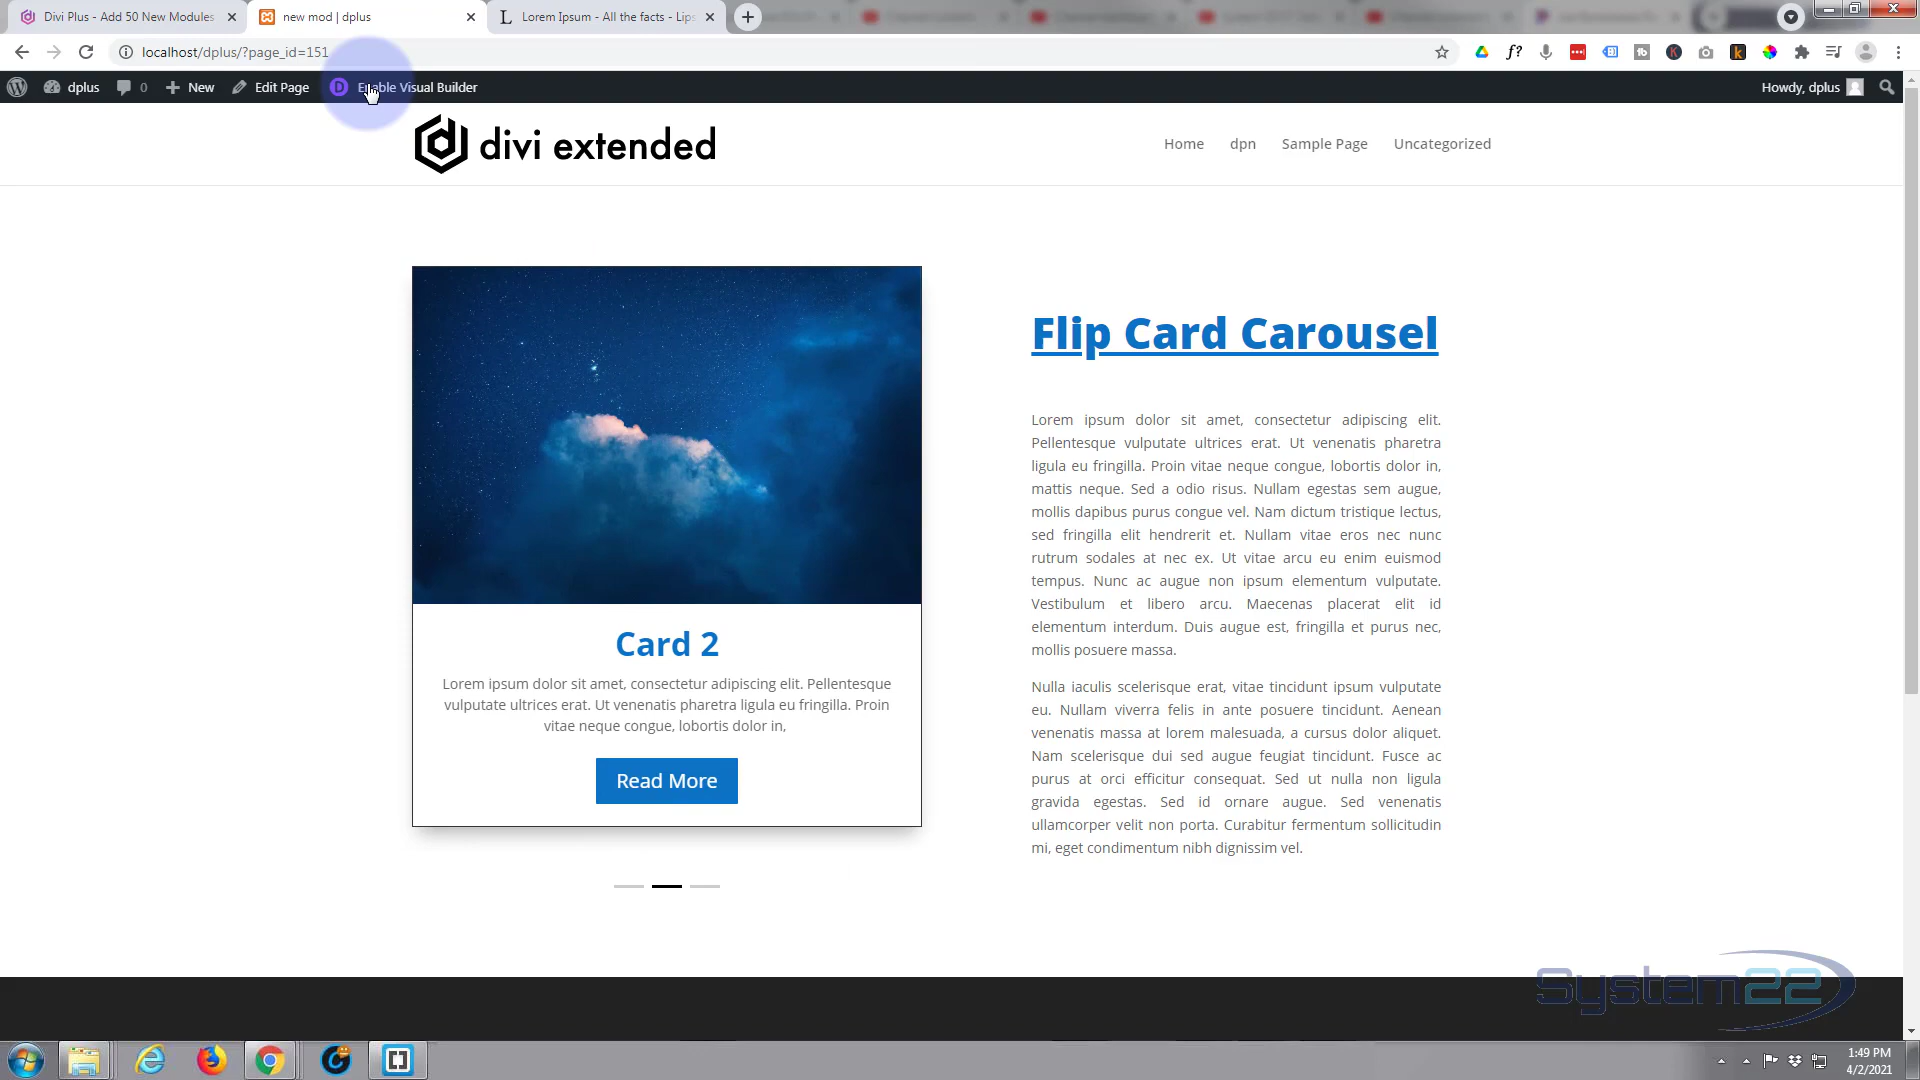 Divi Plus - Add 50 New Modules
new mod | dplus
Lorem Ipsum - All the facts - Lips
localhost/dplus/?page_id=151
dplus
0
New
Edit Page
Enable Visual Builder
Howdy, dplus
divi extended
Home
dpn
Sample Page
Uncategorized
Card 2
Lorem ipsum dolor sit amet, consectetur adipiscing elit. Pellentesque
vulputate ultrices erat. Ut venenatis pharetra ligula eu fringilla. Proin
vitae neque congue, lobortis dolor in,
Read More
Flip Card Carousel
Lorem ipsum dolor sit amet, consectetur adipiscing elit.
Pellentesque vulputate ultrices erat. Ut venenatis pharetra
ligula eu fringilla. Proin vitae neque congue, lobortis dolor in,
mattis neque. Sed a odio risus. Nullam egestas sem augue,
mollis dapibus purus congue vel. Nam dictum tristique lectus,
sed fringilla elit hendrerit et. Nullam vitae eros nec nunc
rutrum sodales at nec ex. Ut vitae arcu eu enim euismod
tempus. Nunc ac augue non ipsum elementum vulputate.
Vestibulum et libero arcu. Maecenas placerat elit id
elementum interdum. Duis augue est, fringilla et purus nec,
mollis posuere massa.
Nulla iaculis scelerisque erat, vitae tincidunt ipsum vulputate
eu. Nullam viverra felis in ante posuere tincidunt. Aenean
venenatis massa at lorem malesuada, a cursus dolor aliquet.
Nam scelerisque dui sed augue feugiat tincidunt. Fusce ac
purus at orci efficitur consequat. Sed ut nulla non ligula
gravida egestas. Sed id ornare augue. Sed venenatis
ullamcorper velit non porta. Curabitur fermentum sollicitudin
mi, eget condimentum nibh dignissim vel.
System22
1:49 PM
4/2/2021